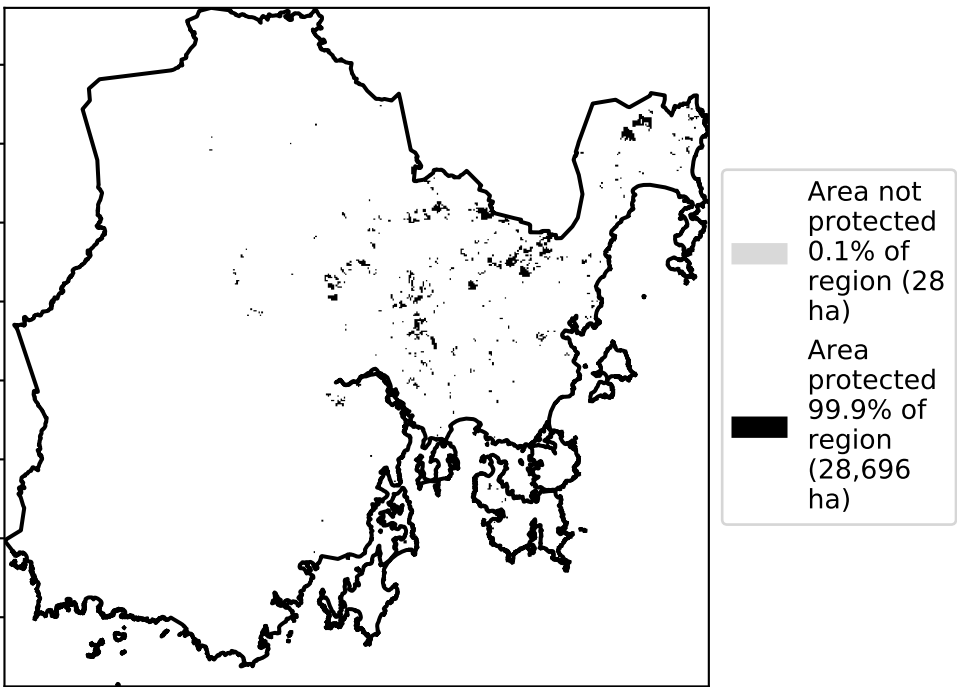 Area not
protected
0.1% of
region (28
ha)
Area
protected
99.9% of
region
(28,696
ha)